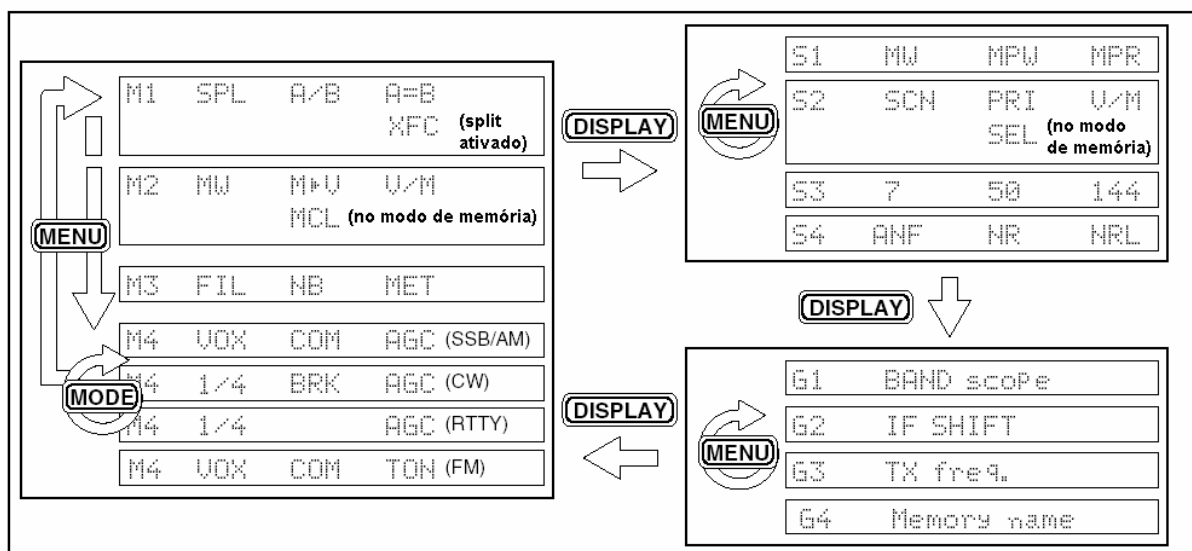 M1 SPL A/B A=B
XFC (split
ativado)
M2 MW M▶V V/M
MCL (no modo de memória)
MENU
M3 FIL NB MET
M4 VOX COM AGC (SSB/AM)
MODE
M4 1/4 BRK AGC (CW)
M4 1/4 AGC (RTTY)
M4 VOX COM TON (FM)
DISPLAY
S1 MW MPW MPR
MENU
S2 SCN PRI V/M
SEL (no modo
de memória)
S3 7 50 144
S4 ANF NR NRL
DISPLAY
G1 BAND scope
G2 IF SHIFT
MENU
G3 TX freq.
G4 Memory name
DISPLAY